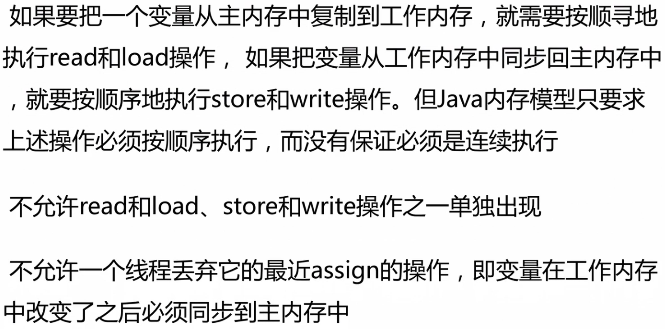 如果要把一个变量从主内存中复制到工作内存，就需要按顺寻地
执行read和load操作， 如果把变量从工作内存中同步回主内存中
，就要按顺序地执行store和write操作。但Java内存模型只要求
上述操作必须按顺序执行，而没有保证必须是连续执行
不允许read和load、store和write操作之一单独出现
不允许一个线程丢弃它的最近assign的操作，即变量在工作内存
中改变了之后必须同步到主内存中